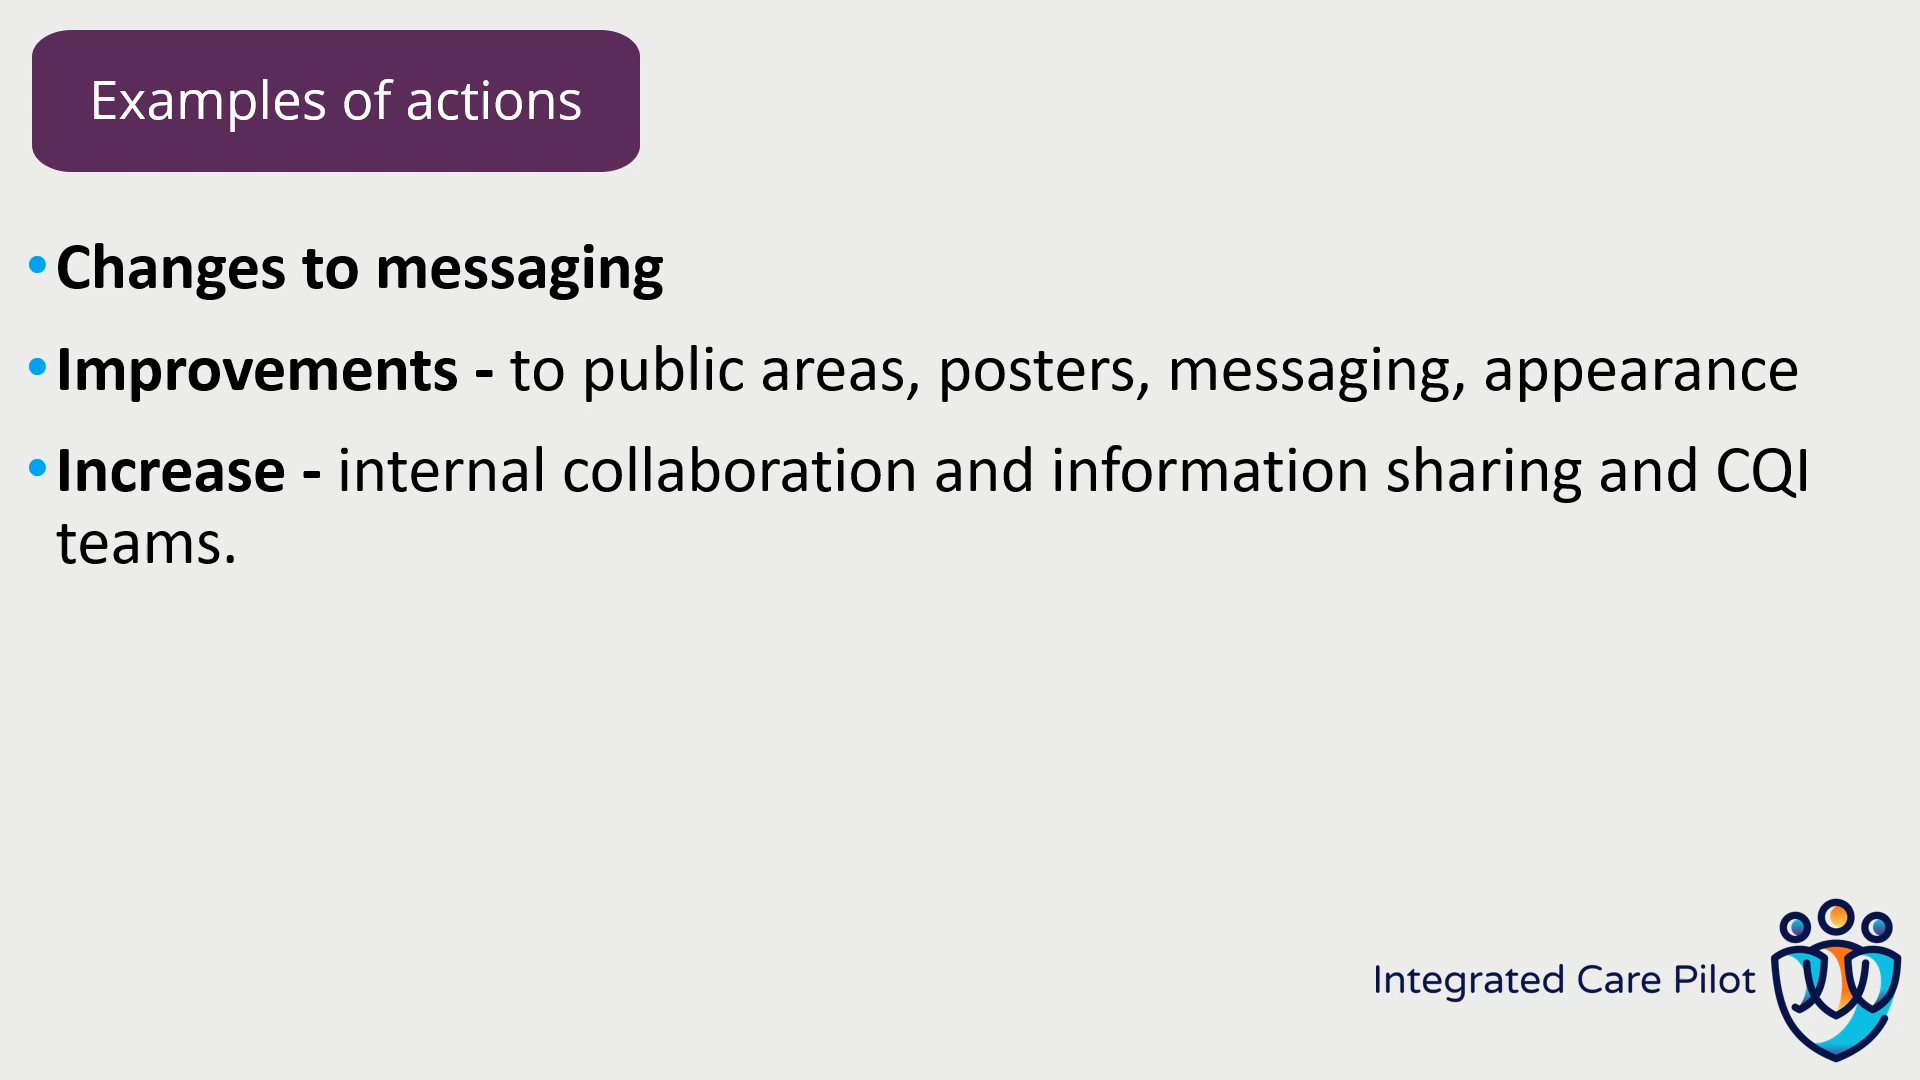 Examples of actions
• Changes to messaging
• Improvements - to public areas, posters, messaging, appearance
• Increase - internal collaboration and information sharing and CQI
teams.
Integrated Care Pilot